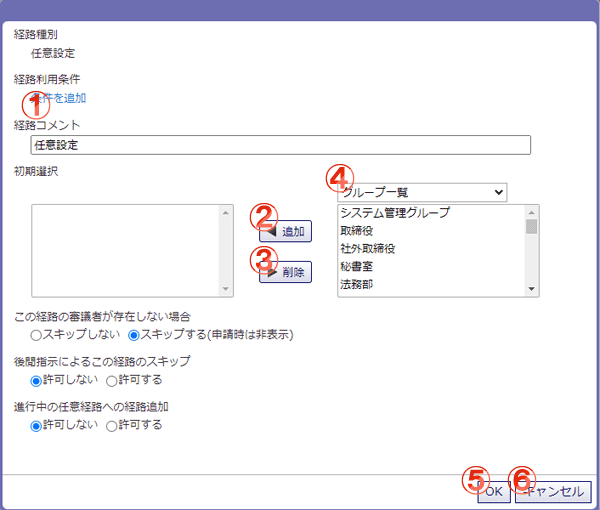 経路種別
任意設定
経路利用条件
① 条件を追加
経路コメント
任意設定
初期選択
④ グループ一覧
② 追加
③ 削除
システム管理グループ
取締役
社外取締役
秘書室
法務部
この経路の審議者が存在しない場合
スキップしない スキップする(申請時は非表示)
後閲指示によるこの経路のスキップ
許可しない 許可する
進行中の任意経路への経路追加
許可しない 許可する
⑤ OK ⑥ キャンセル